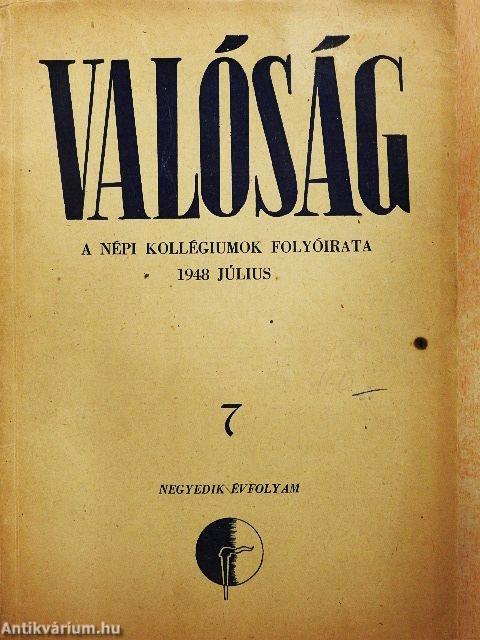 VALÓSÁG
A NÉPI KOLLÉGIUMOK FOLYÓIRATA
1948 JÚLIUS
7
NEGYEDIK ÉVFOLYAM
Antikvárium.hu